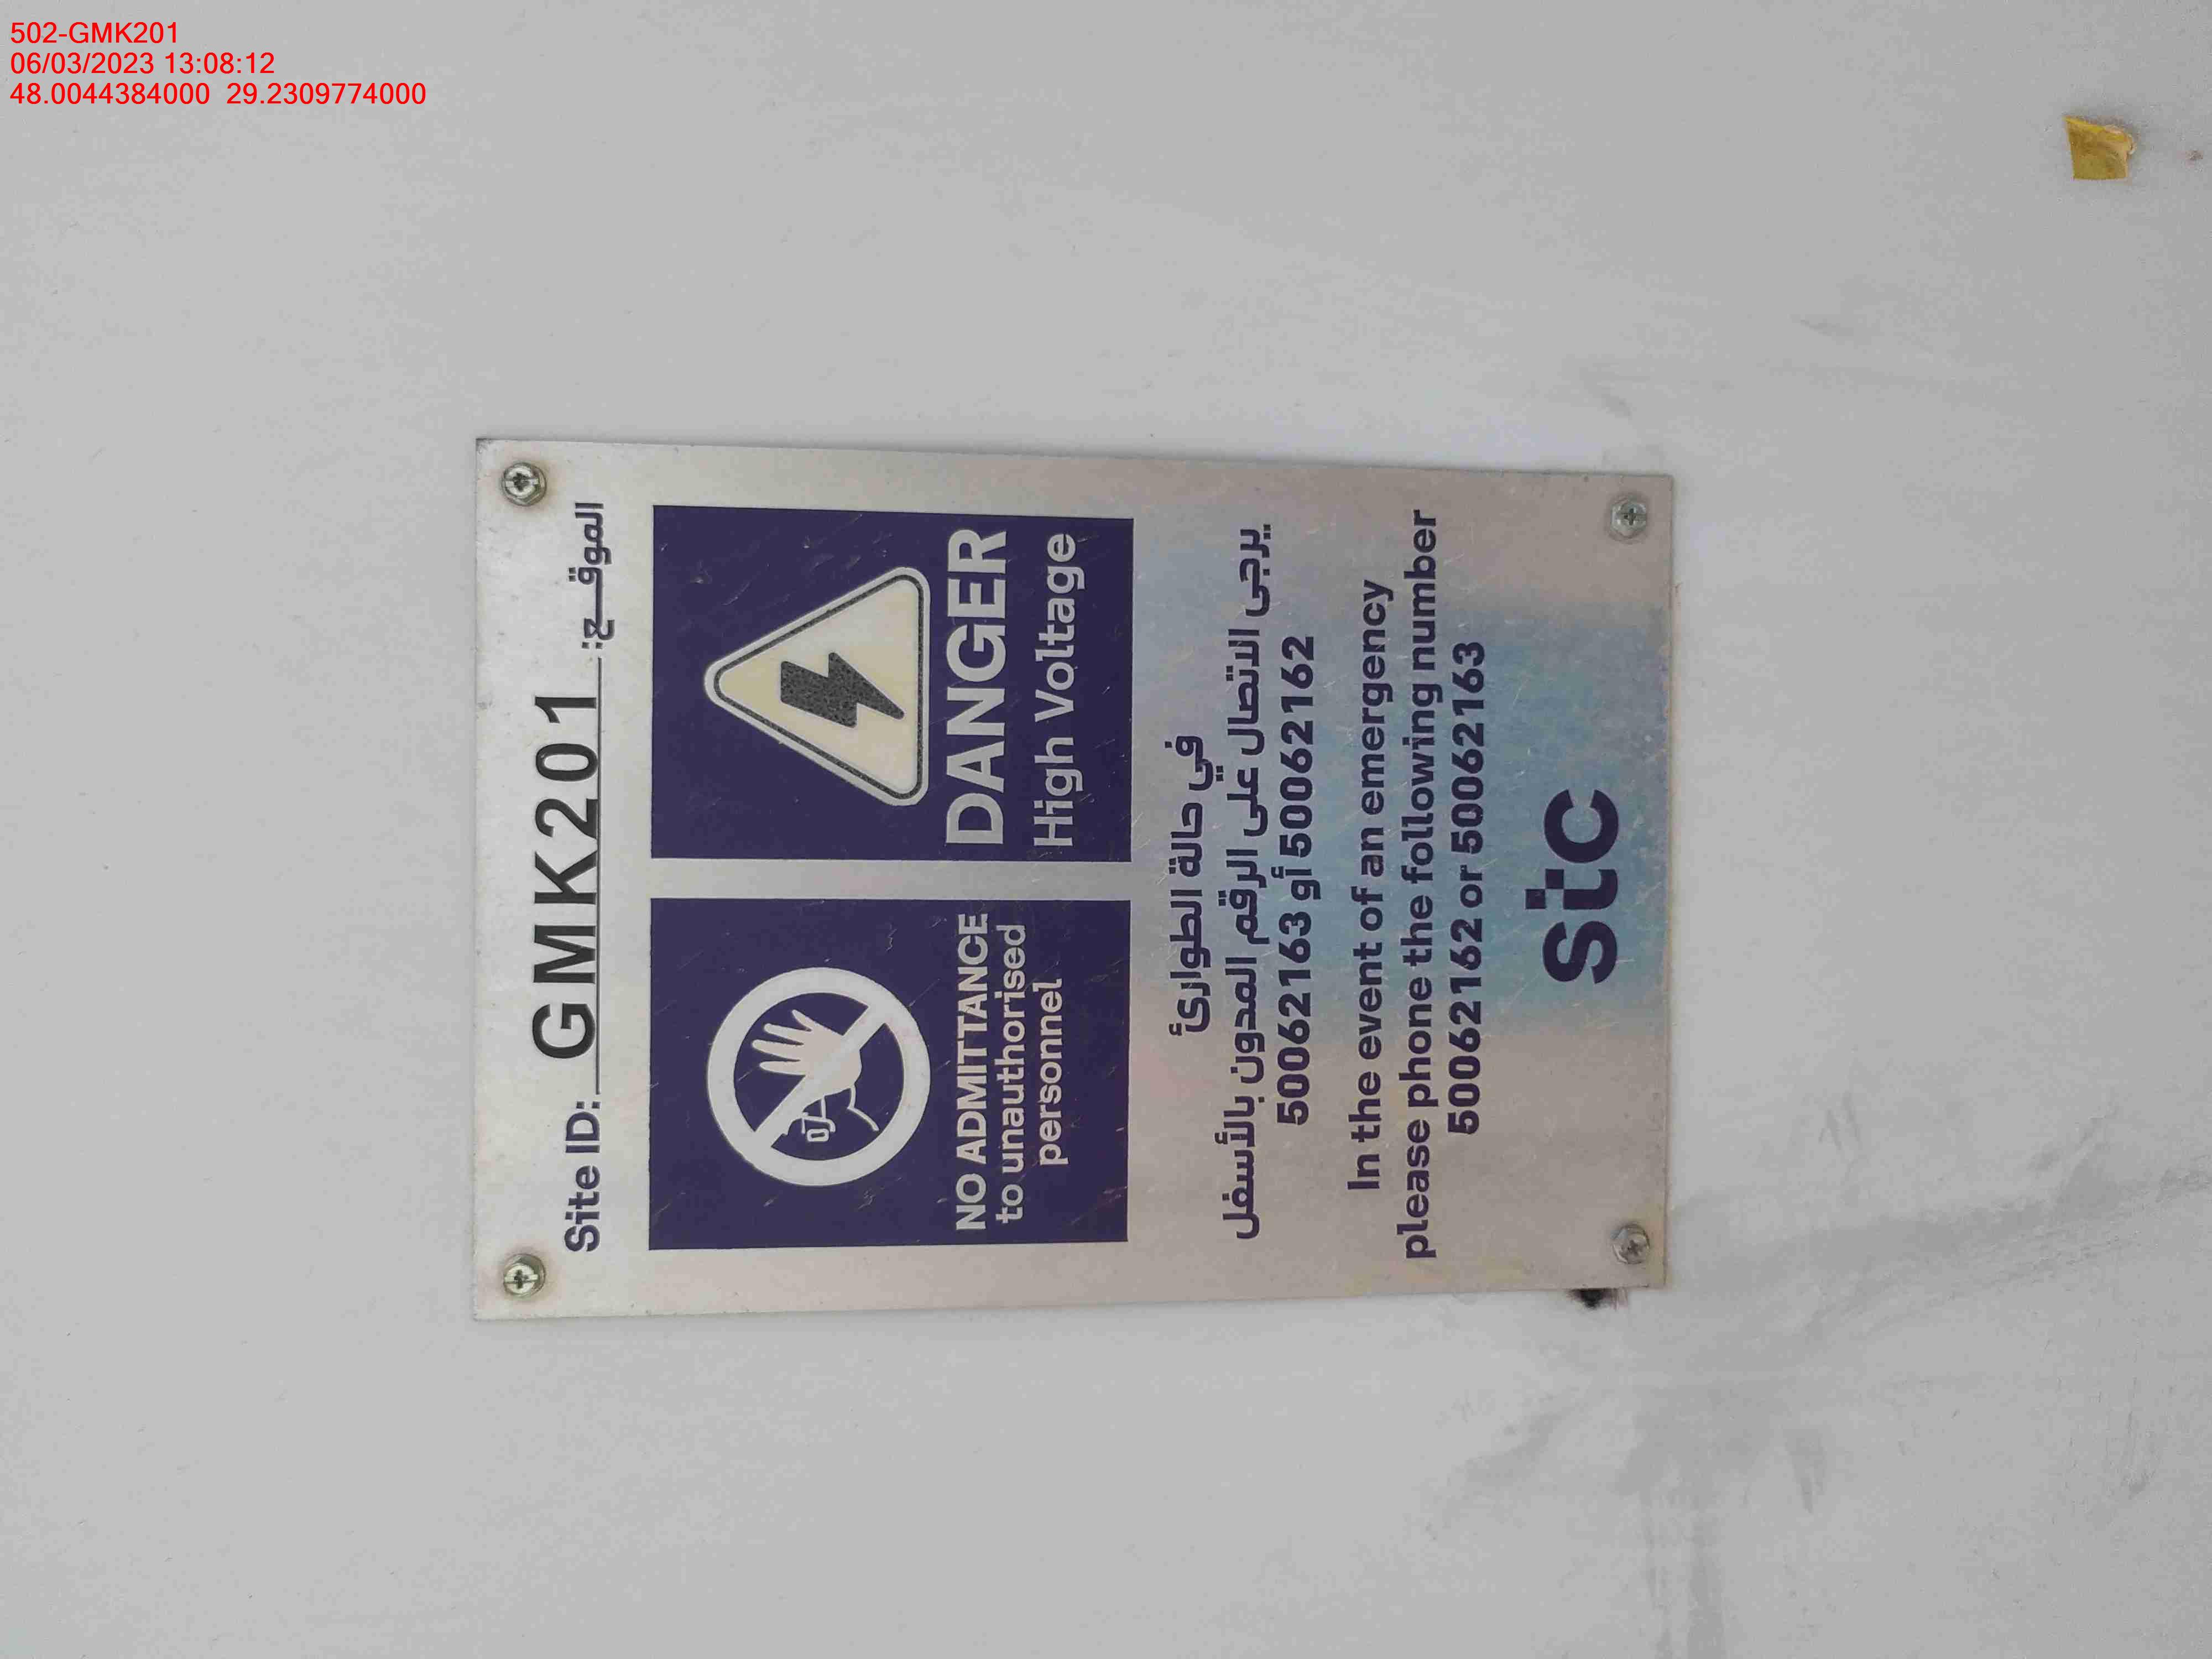 502-GMK201
06/03/2023 13:08:12
48.0044384000 29.2309774000
Site ID: GMK201 الموقع:
NO ADMITTANCE
to unauthorised
personnel
DANGER
High Voltage
في حالة الطوارئ
يرجى الاتصال على الرقم المدون بالأسفل
50062163 أو 50062162
In the event of an emergency
please phone the following number
50062162 or 50062163
stc